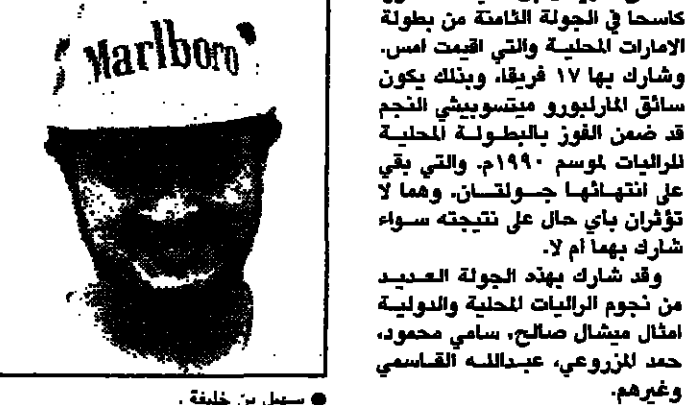 كاسحا في الجولة الثامنة من بطولة
الامارات المحلية والتي اقيمت امس.
وشارك بها ١٧ فريقا، وبذلك يكون
سائق المارلبورو ميتسوبيشي النجم
قد ضمن الفوز بالبطولة المحلية
للراليات لموسم ١٩٩٠م. والتي بقي
على انتهائها جولتان. وهما لا
تؤثران بأي حال على نتيجته سواء
شارك بهما أم لا.
وقد شارك بهذه الجولة العديد
من نجوم الراليات المحلية والدولية
امثال ميشال صالح، سامي محمود،
حمد المزروعي، عبدالله القاسمي
وغيرهم.
Marlboro
● سهيل بن خليفة .